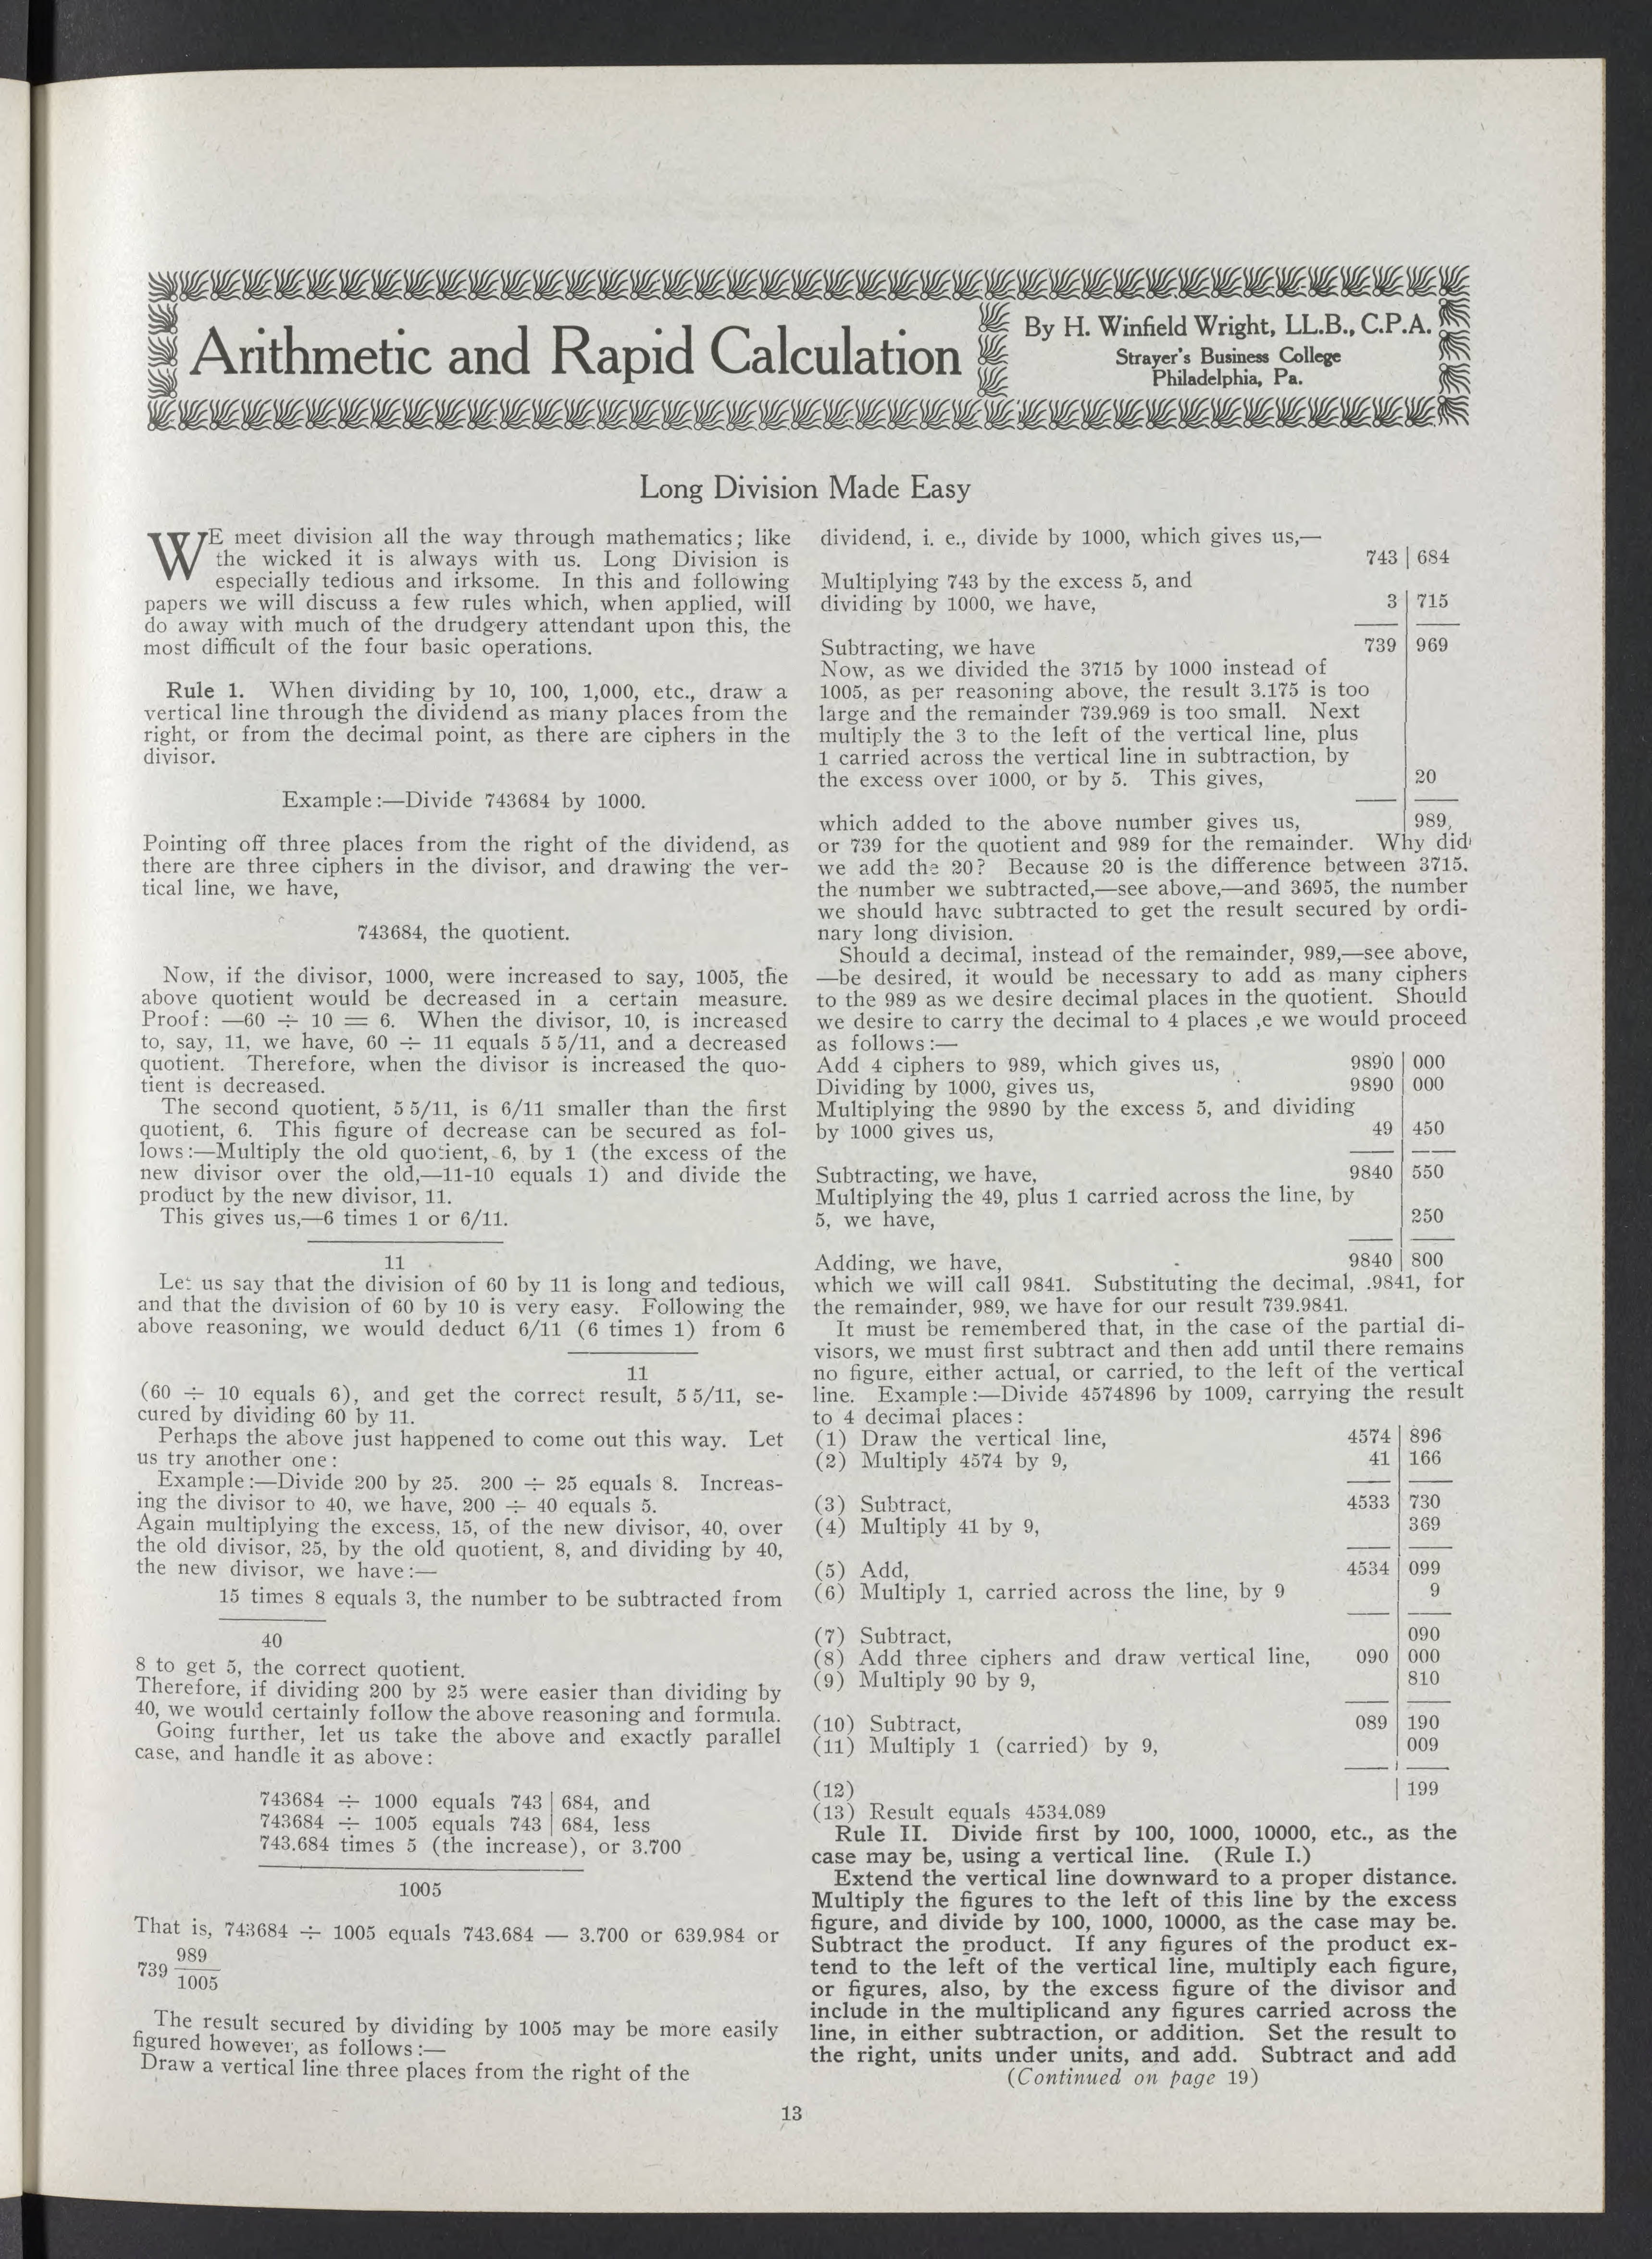 Arithmetic and Rapid Calculation
By H. Winfield Wright, LL.B., C.P.A.
Strayer's Business College
Philadelphia, Pa.
Long Division Made Easy
WE meet division all the way through mathematics; like
the wicked it is always with us. Long Division is
especially tedious and irksome. In this and following
papers we will discuss a few rules which, when applied, will
do away with much of the drudgery attendant upon this, the
most difficult of the four basic operations.
Rule 1. When dividing by 10, 100, 1,000, etc., draw a
vertical line through the dividend as many places from the
right, or from the decimal point, as there are ciphers in the
divisor.
Example:—Divide 743684 by 1000.
Pointing off three places from the right of the dividend, as
there are three ciphers in the divisor, and drawing the ver-
tical line, we have,
743684, the quotient.
Now, if the divisor, 1000, were increased to say, 1005, the
above quotient would be decreased in a certain measure.
Proof: —60 ÷ 10 = 6. When the divisor, 10, is increased
to, say, 11, we have, 60 ÷ 11 equals 5 5/11, and a decreased
quotient. Therefore, when the divisor is increased the quo-
tient is decreased.
The second quotient, 5 5/11, is 6/11 smaller than the first
quotient, 6. This figure of decrease can be secured as fol-
lows:—Multiply the old quotient, 6, by 1 (the excess of the
new divisor over the old,—11-10 equals 1) and divide the
product by the new divisor, 11.
This gives us,—6 times 1 or 6/11.
11
Let us say that the division of 60 by 11 is long and tedious,
and that the division of 60 by 10 is very easy. Following the
above reasoning, we would deduct 6/11 (6 times 1) from 6
11
(60 ÷ 10 equals 6), and get the correct result, 5 5/11, se-
cured by dividing 60 by 11.
Perhaps the above just happened to come out this way. Let
us try another one:
Example:—Divide 200 by 25. 200 ÷ 25 equals 8. Increas-
ing the divisor to 40, we have, 200 ÷ 40 equals 5.
Again multiplying the excess, 15, of the new divisor, 40, over
the old divisor, 25, by the old quotient, 8, and dividing by 40,
the new divisor, we have:—
15 times 8 equals 3, the number to be subtracted from
40
8 to get 5, the correct quotient.
Therefore, if dividing 200 by 25 were easier than dividing by
40, we would certainly follow the above reasoning and formula.
Going further, let us take the above and exactly parallel
case, and handle it as above:
743684 ÷ 1000 equals 743 | 684, and
743684 ÷ 1005 equals 743 | 684, less
743.684 times 5 (the increase), or 3.700
1005
That is, 743684 ÷ 1005 equals 743.684 — 3.700 or 639.984 or
989
739
1005
The result secured by dividing by 1005 may be more easily
figured however, as follows:—
Draw a vertical line three places from the right of the
dividend, i. e., divide by 1000, which gives us,—
743 | 684
Multiplying 743 by the excess 5, and
dividing by 1000, we have, 3 | 715
Subtracting, we have 739 | 969
Now, as we divided the 3715 by 1000 instead of
1005, as per reasoning above, the result 3.175 is too
large and the remainder 739.969 is too small. Next
multiply the 3 to the left of the vertical line, plus
1 carried across the vertical line in subtraction, by
the excess over 1000, or by 5. This gives, | 20
which added to the above number gives us, | 989,
or 739 for the quotient and 989 for the remainder. Why did
we add the 20? Because 20 is the difference between 3715.
the number we subtracted,—see above,—and 3695, the number
we should have subtracted to get the result secured by ordi-
nary long division.
Should a decimal, instead of the remainder, 989,—see above,
—be desired, it would be necessary to add as many ciphers
to the 989 as we desire decimal places in the quotient. Should
we desire to carry the decimal to 4 places ,e we would proceed
as follows:—
Add 4 ciphers to 989, which gives us, 9890 | 000
Dividing by 1000, gives us, 9890 | 000
Multiplying the 9890 by the excess 5, and dividing
by 1000 gives us, 49 | 450
Subtracting, we have, 9840 | 550
Multiplying the 49, plus 1 carried across the line, by
5, we have, | 250
Adding, we have, 9840 | 800
which we will call 9841. Substituting the decimal, .9841, for
the remainder, 989, we have for our result 739.9841.
It must be remembered that, in the case of the partial di-
visors, we must first subtract and then add until there remains
no figure, either actual, or carried, to the left of the vertical
line. Example:—Divide 4574896 by 1009, carrying the result
to 4 decimal places:
(1) Draw the vertical line, 4574 | 896
(2) Multiply 4574 by 9, 41 | 166
(3) Subtract, 4533 | 730
(4) Multiply 41 by 9, | 369
(5) Add, 4534 | 099
(6) Multiply 1, carried across the line, by 9 | 9
(7) Subtract, | 090
(8) Add three ciphers and draw vertical line, 090 | 000
(9) Multiply 90 by 9, | 810
(10) Subtract, 089 | 190
(11) Multiply 1 (carried) by 9, | 009
(12) | 199
(13) Result equals 4534.089
Rule II. Divide first by 100, 1000, 10000, etc., as the
case may be, using a vertical line. (Rule I.)
Extend the vertical line downward to a proper distance.
Multiply the figures to the left of this line by the excess
figure, and divide by 100, 1000, 10000, as the case may be.
Subtract the product. If any figures of the product ex-
tend to the left of the vertical line, multiply each figure,
or figures, also, by the excess figure of the divisor and
include in the multiplicand any figures carried across the
line, in either subtraction, or addition. Set the result to
the right, units under units, and add. Subtract and add
(Continued on page 19)
13